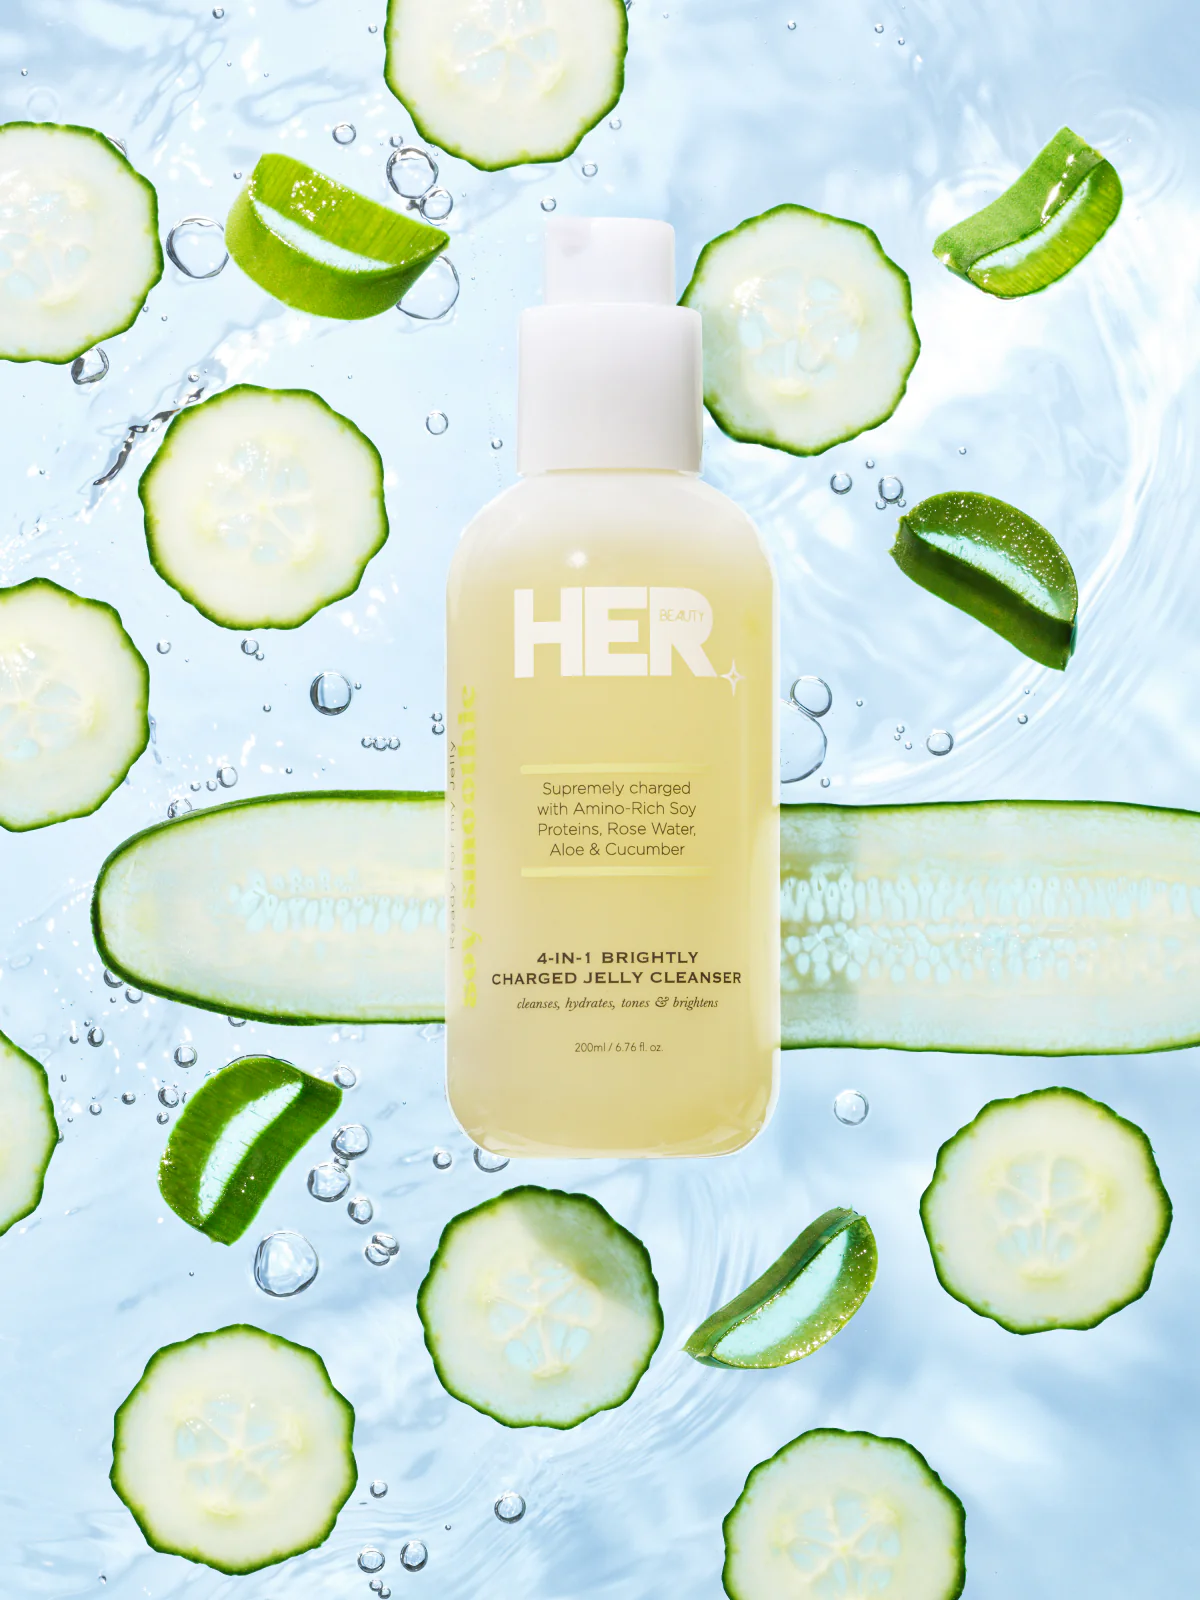 HER
BEAUTY
Supremely charged
with Amino-Rich Soy
Proteins, Rose Water,
Aloe & Cucumber
4-IN-1 BRIGHTLY
CHARGED JELLY CLEANSER
cleanses, hydrates, tones & brightens
200ml / 6.76 fl. oz.
soy smoothie
Ready for my Jelly